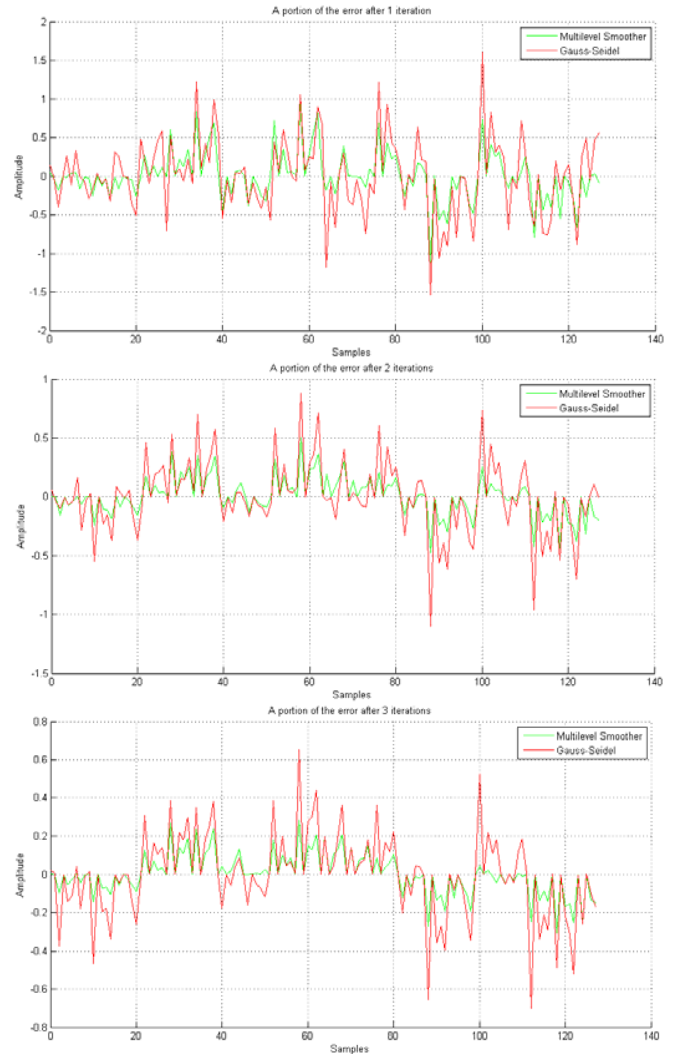 A portion of the error after 1 iteration
2
1.5
1
0.5
0
-0.5
-1
-1.5
-2
Amplitude
Multilevel Smoother
Gauss-Seidel
0 20 40 60 80 100 120 140
Samples
A portion of the error after 2 iterations
1
0.5
0
-0.5
-1
-1.5
Amplitude
Multilevel Smoother
Gauss-Seidel
0 20 40 60 80 100 120 140
Samples
A portion of the error after 3 iterations
0.8
0.6
0.4
0.2
0
-0.2
-0.4
-0.6
-0.8
Amplitude
Multilevel Smoother
Gauss-Seidel
0 20 40 60 80 100 120 140
Samples